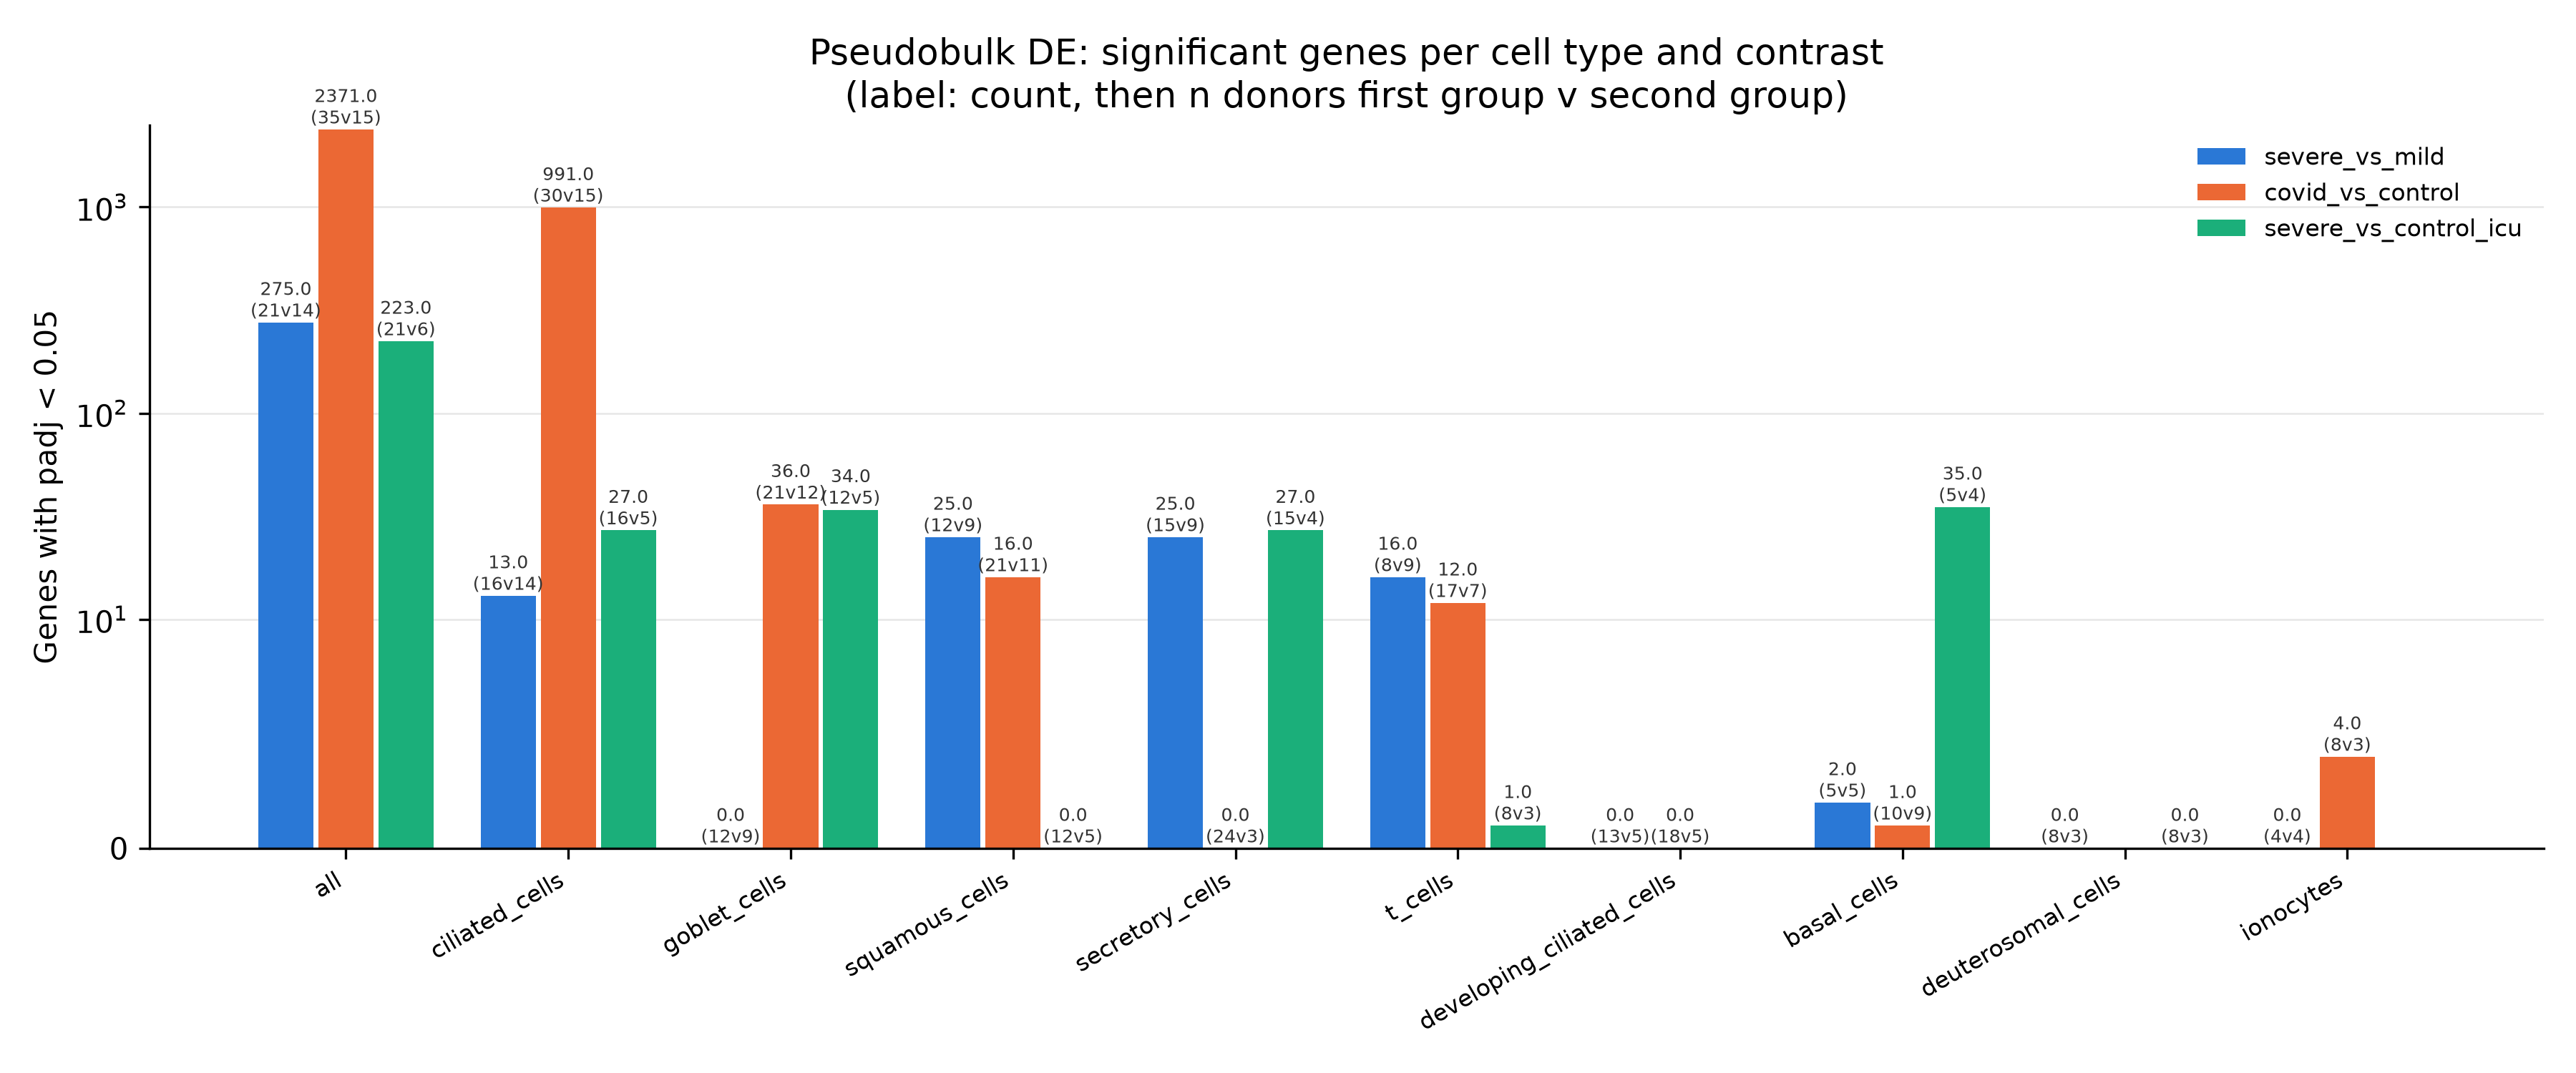 Pseudobulk DE: significant genes per cell type and contrast
(label: count, then n donors first group v second group)
severe_vs_mild
covid_vs_control
severe_vs_control_icu
Genes with padj < 0.05
10³
10²
10¹
0
275.0
(21v14)
2371.0
(35v15)
223.0
(21v6)
13.0
(16v14)
991.0
(30v15)
27.0
(16v5)
0.0
(12v9)
36.0
(21v12)
34.0
(12v5)
25.0
(12v9)
16.0
(21v11)
0.0
(12v5)
25.0
(15v9)
0.0
(24v3)
27.0
(15v4)
16.0
(8v9)
12.0
(17v7)
1.0
(8v3)
0.0
(13v5)
0.0
(18v5)
2.0
(5v5)
1.0
(10v9)
35.0
(5v4)
0.0
(8v3)
0.0
(8v3)
0.0
(4v4)
4.0
(8v3)
all
ciliated_cells
goblet_cells
squamous_cells
secretory_cells
t_cells
developing_ciliated_cells
basal_cells
deuterosomal_cells
ionocytes